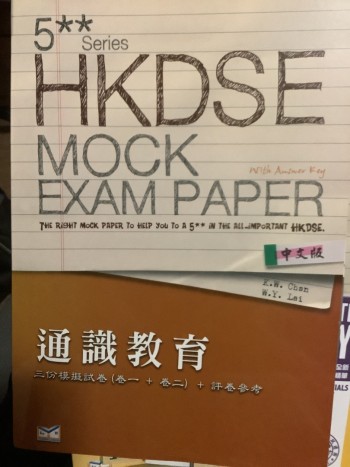 5** Series
HKDSE
MOCK
With Answer Key
EXAM PAPER
THE RIGHT MOCK PAPER TO HELP YOU TO A 5** IN THE ALL-IMPORTANT HKDSE.
中文版
K.W. Chan
W.Y. Lai
通識教育
三份模擬試卷(卷一 + 卷二) + 評卷參考